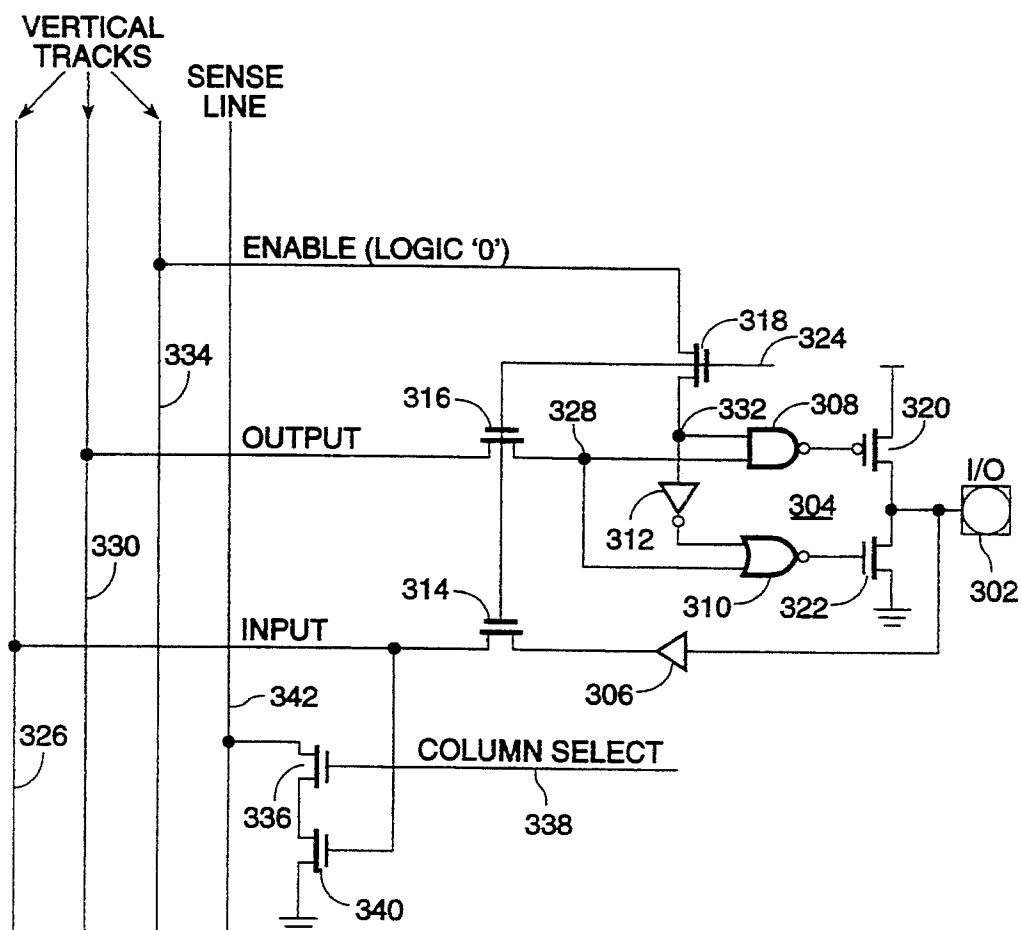 VERTICAL
TRACKS
SENSE
LINE
ENABLE (LOGIC '0')
318
324
334
316
328
332
308
320
OUTPUT
I/O
304
312
330
314
310
322
302
INPUT
306
342
326
COLUMN SELECT
336
338
340